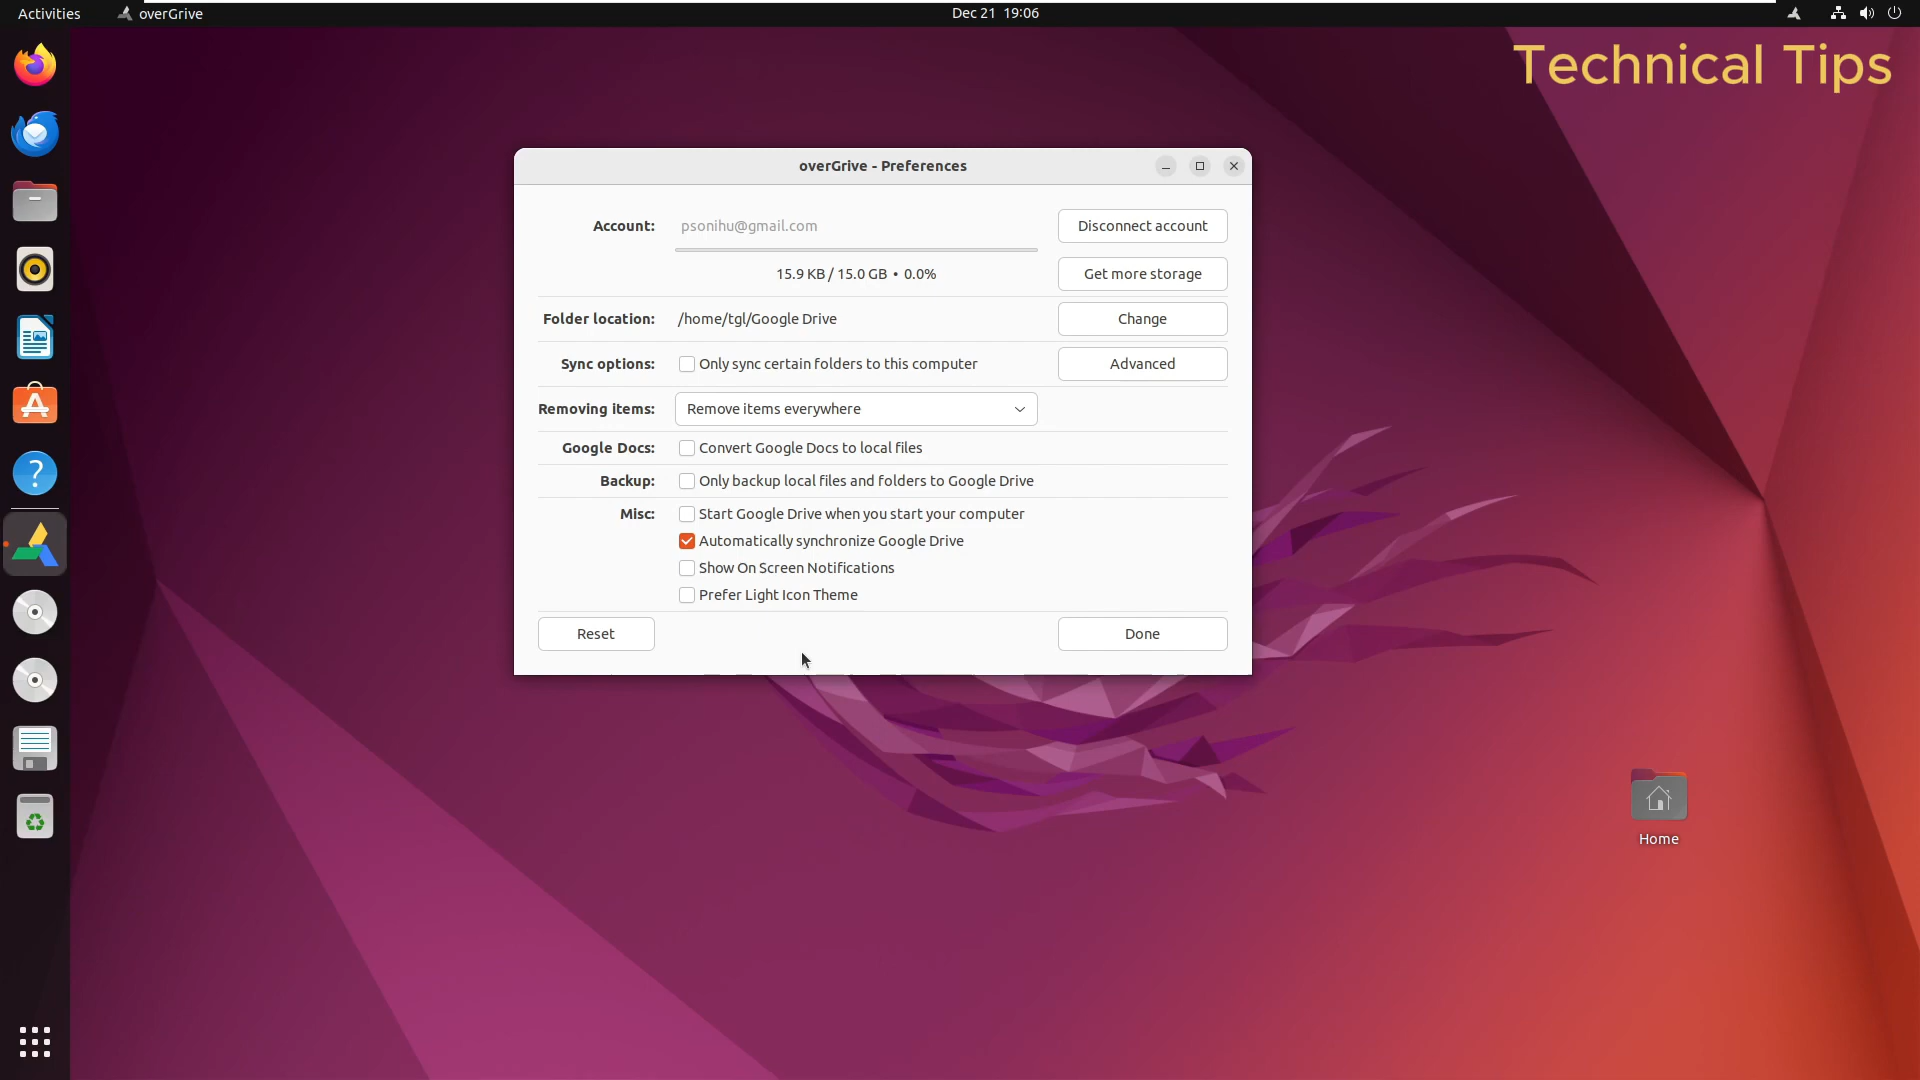 Activities
overGrive
Dec 21 19:06
Technical Tips
overGrive - Preferences
Account: psonihu@gmail.com Disconnect account
15.9 KB / 15.0 GB • 0.0% Get more storage
Folder location: /home/tgl/Google Drive Change
Sync options: Only sync certain folders to this computer Advanced
Removing items: Remove items everywhere
Google Docs: Convert Google Docs to local files
Backup: Only backup local files and folders to Google Drive
Misc: Start Google Drive when you start your computer
Automatically synchronize Google Drive
Show On Screen Notifications
Prefer Light Icon Theme
Reset Done
Home